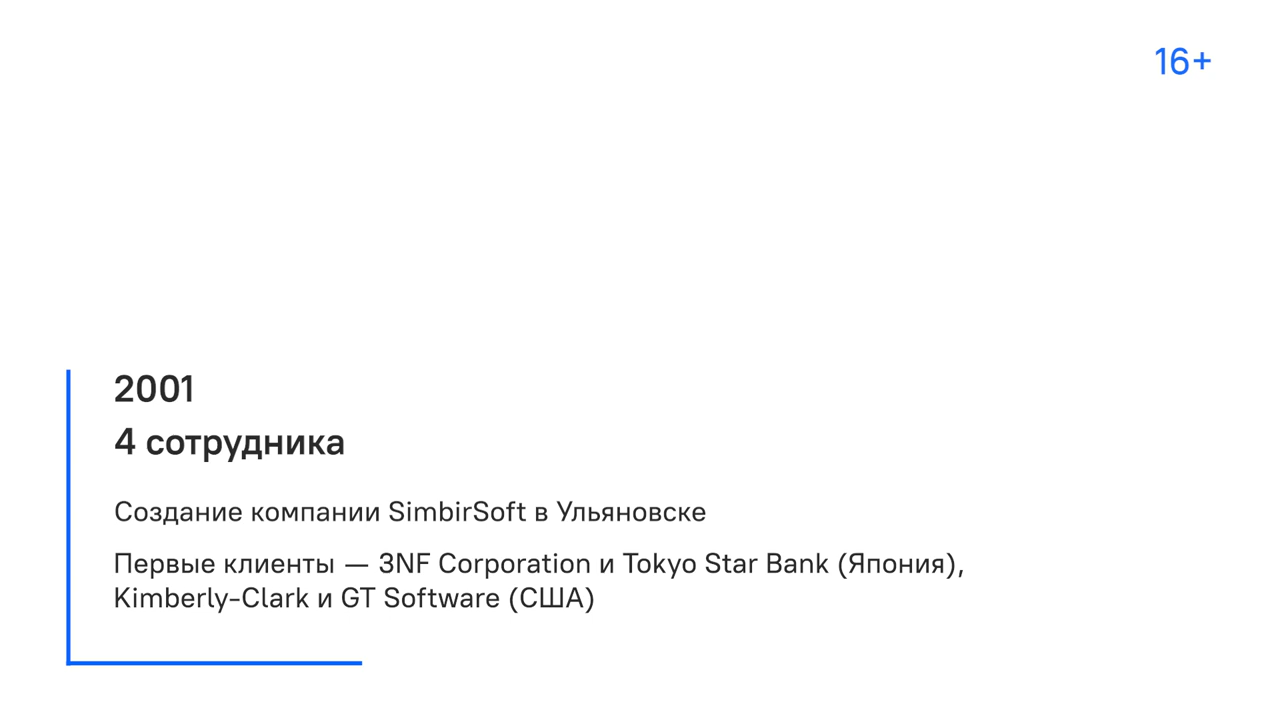 16+
2001
4 сотрудника
Создание компании SimbirSoft в Ульяновске
Первые клиенты — 3NF Corporation и Tokyo Star Bank (Япония),
Kimberly-Clark и GT Software (США)